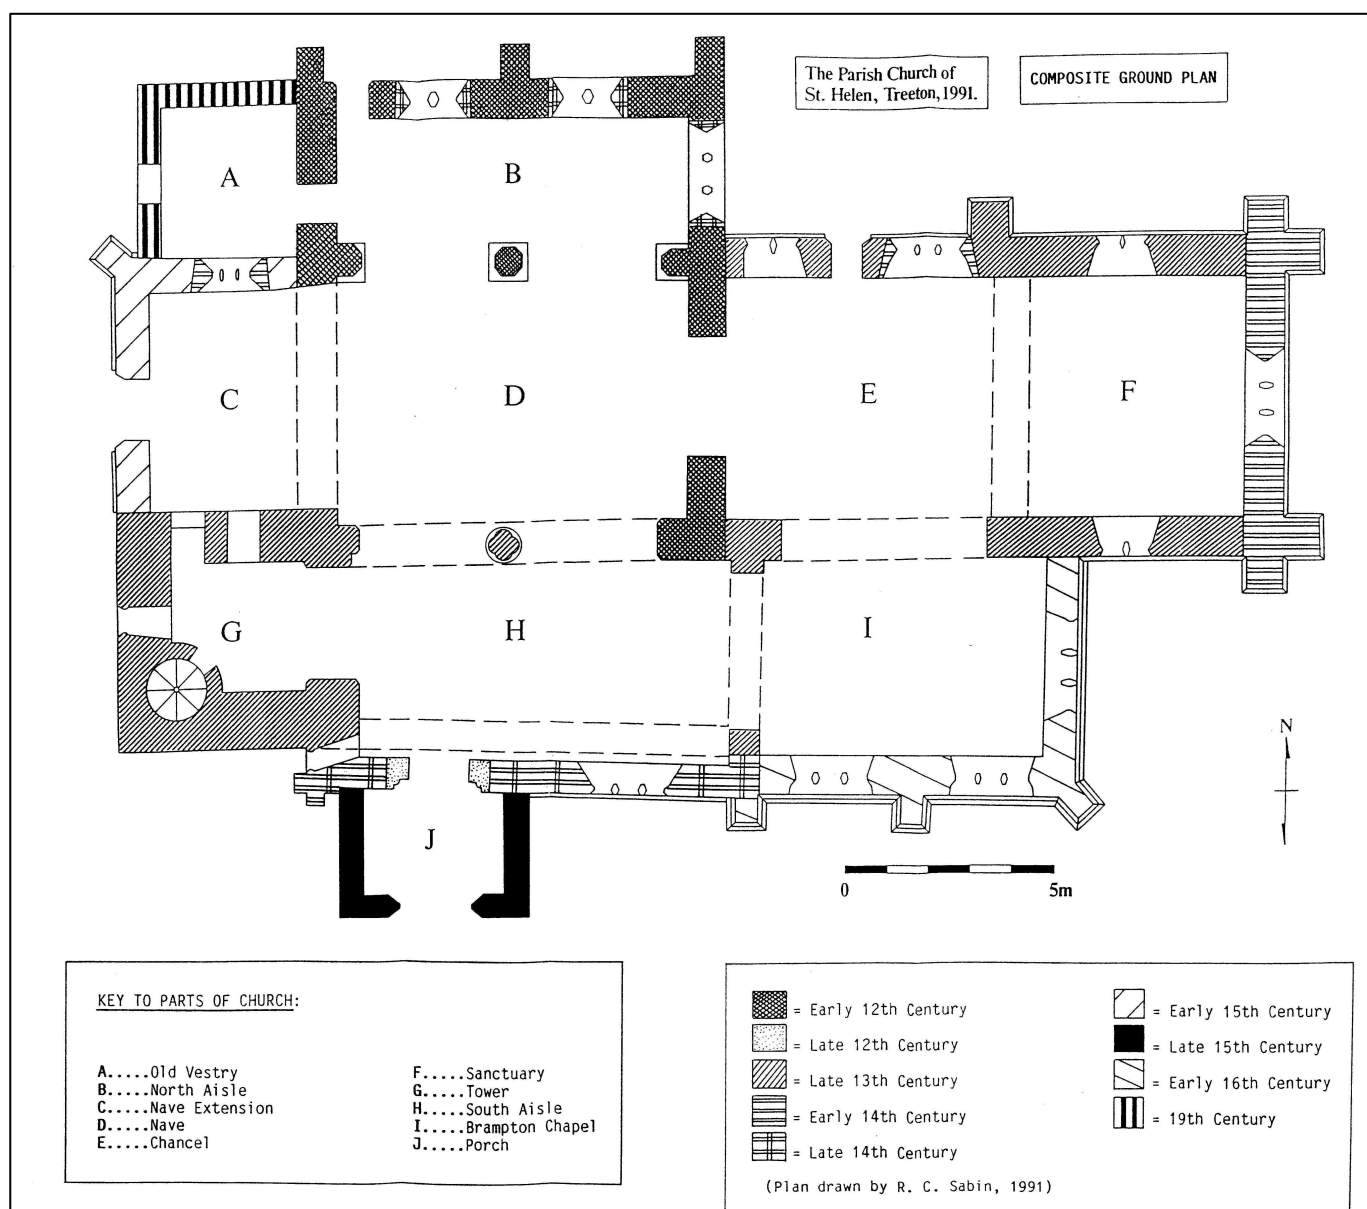 The Parish Church of
St. Helen, Treeton, 1991.
COMPOSITE GROUND PLAN
A
B
C
D
E
F
G
H
I
J
N
0 5m
KEY TO PARTS OF CHURCH:
A.....Old Vestry
B.....North Aisle
C.....Nave Extension
D.....Nave
E.....Chancel
F.....Sanctuary
G.....Tower
H.....South Aisle
I.....Brampton Chapel
J.....Porch
= Early 12th Century
= Late 12th Century
= Late 13th Century
= Early 14th Century
= Late 14th Century
= Early 15th Century
= Late 15th Century
= Early 16th Century
= 19th Century
(Plan drawn by R. C. Sabin, 1991)